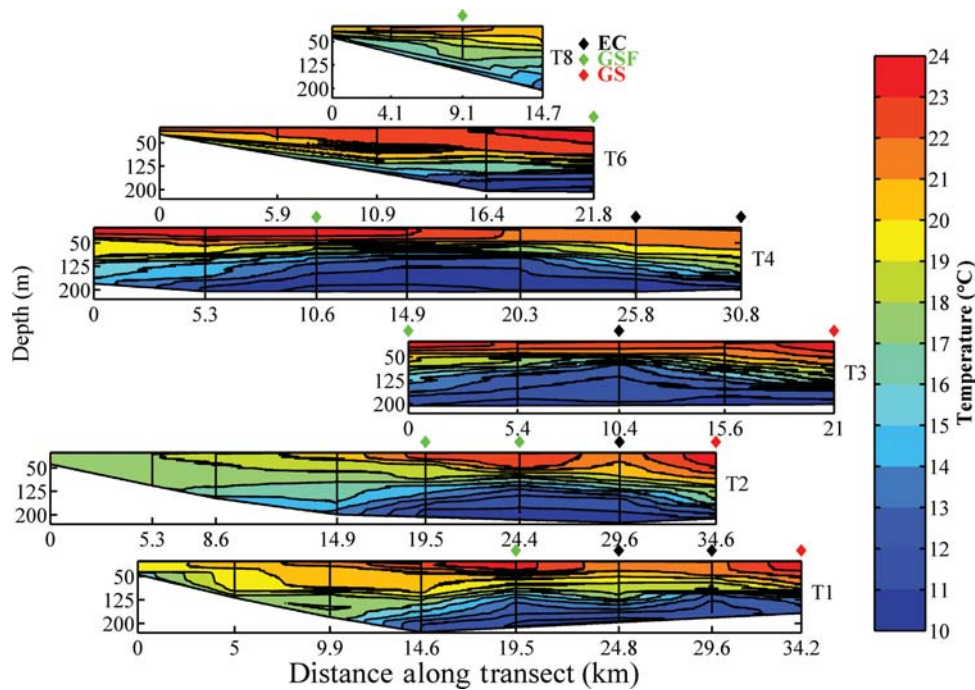 50
125
200
T8
0 4.1 9.1 14.7
EC
GSF
GS
50
125
200
T6
0 5.9 10.9 16.4 21.8
50
125
200
T4
0 5.3 10.6 14.9 20.3 25.8 30.8
50
125
200
T3
0 5.4 10.4 15.6 21
50
125
200
T2
0 5.3 8.6 14.9 19.5 24.4 29.6 34.6
50
125
200
T1
0 5 9.9 14.6 19.5 24.8 29.6 34.2
Depth (m)
Distance along transect (km)
24
23
22
21
20
19
18
17
16
15
14
13
12
11
10
Temperature (°C)